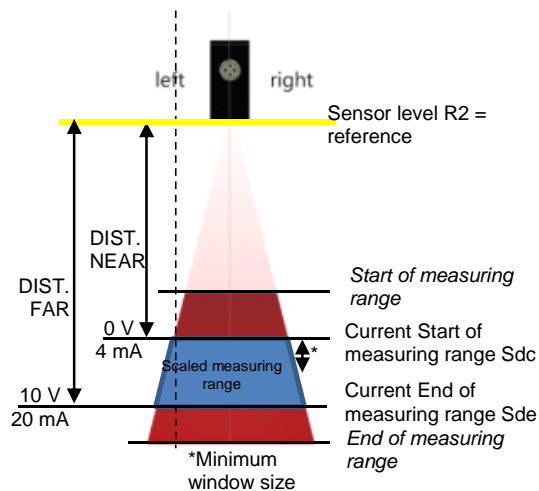 left
right
Sensor level R2 =
reference
DIST.
NEAR
DIST.
FAR
Start of measuring
range
0 V
4 mA
*
Current Start of
measuring range Sdc
Scaled measuring
range
10 V
20 mA
Current End of
measuring range Sde
End of measuring
range
*Minimum
window size